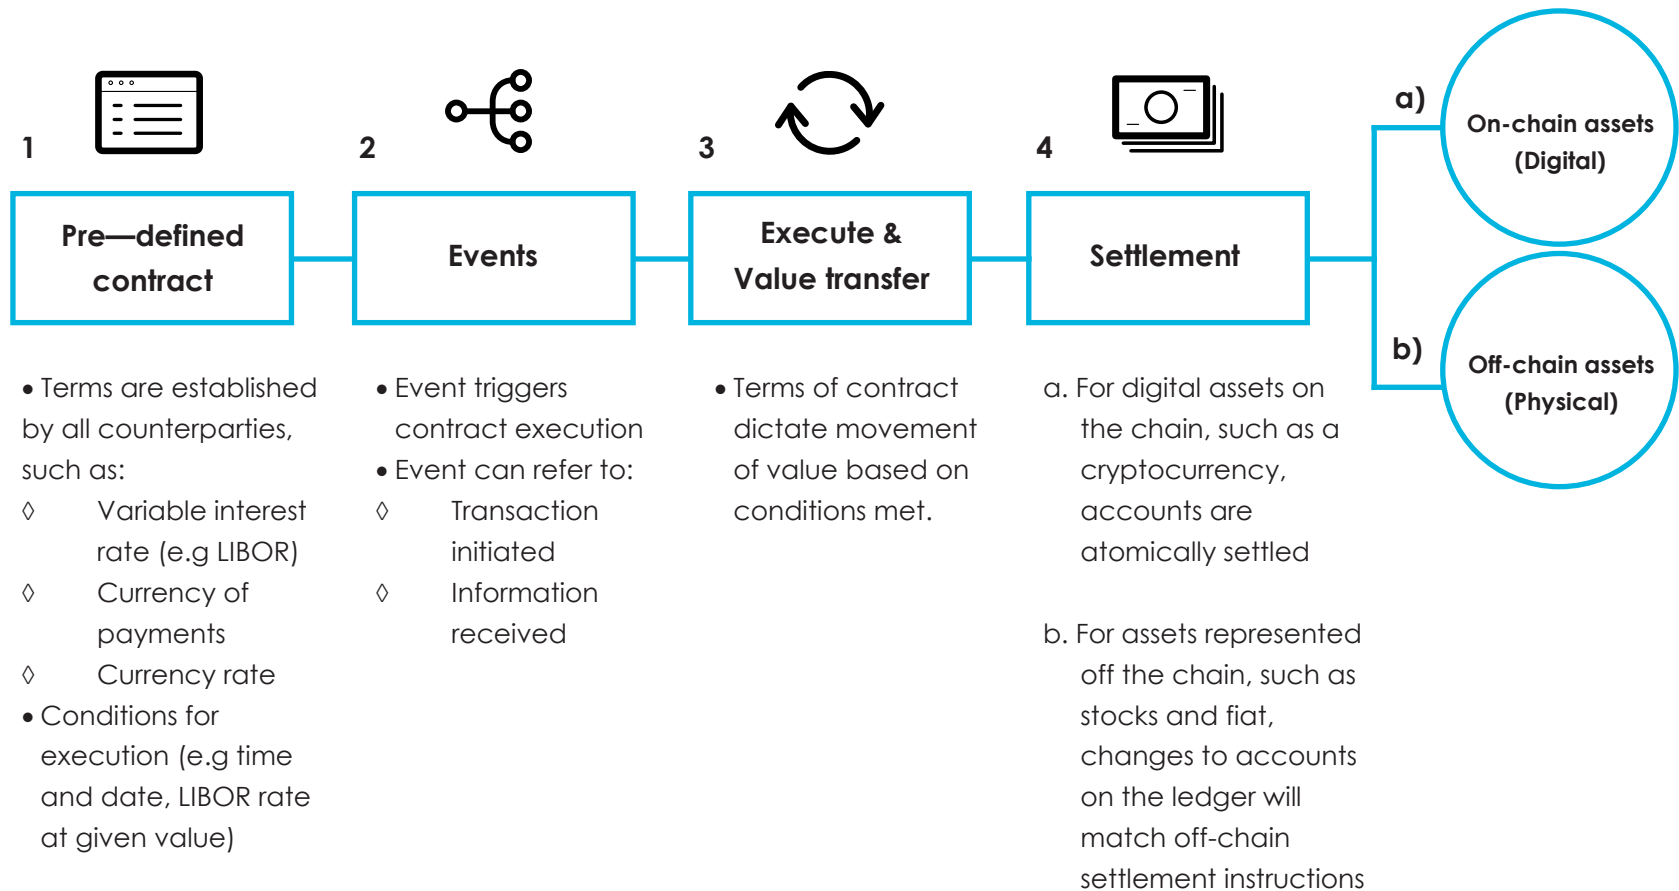 1
Pre—defined
contract
• Terms are established
by all counterparties,
such as:
◊ Variable interest
rate (e.g LIBOR)
◊ Currency of
payments
◊ Currency rate
• Conditions for
execution (e.g time
and date, LIBOR rate
at given value)
2
Events
• Event triggers
contract execution
• Event can refer to:
◊ Transaction
initiated
◊ Information
received
3
Execute &
Value transfer
• Terms of contract
dictate movement
of value based on
conditions met.
4
Settlement
a. For digital assets on
the chain, such as a
cryptocurrency,
accounts are
atomically settled
b. For assets represented
off the chain, such as
stocks and fiat,
changes to accounts
on the ledger will
match off-chain
settlement instructions
a)
On-chain assets
(Digital)
b)
Off-chain assets
(Physical)